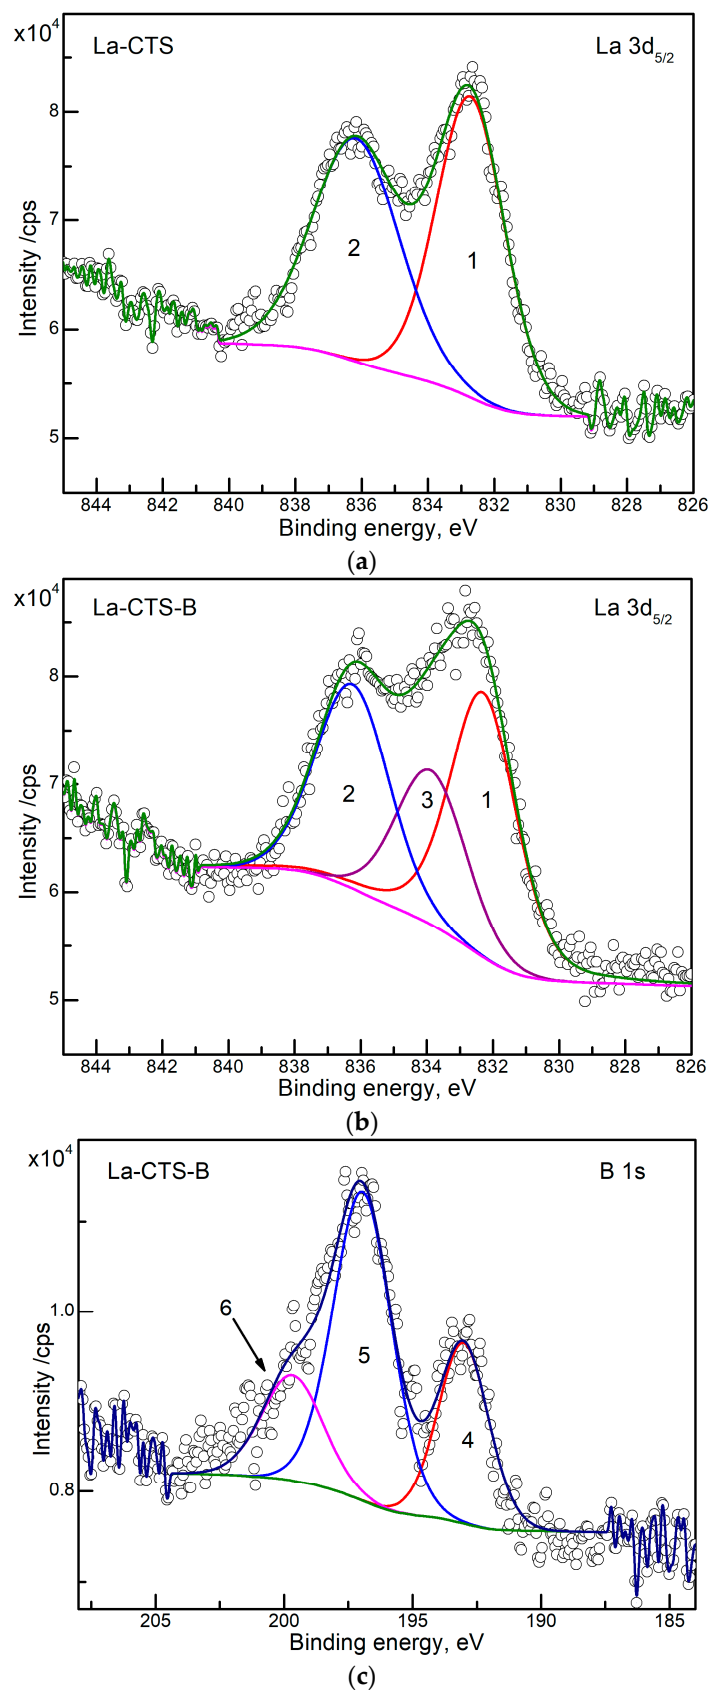 x10⁴
La-CTS
La 3d₅/₂
8
7
6
5
2
1
Intensity /cps
844 842 840 838 836 834 832 830 828 826
Binding energy, eV
(a)
x10⁴
La-CTS-B
La 3d₅/₂
8
7
6
5
2
3
1
Intensity /cps
844 842 840 838 836 834 832 830 828 826
Binding energy, eV
(b)
x10⁴
La-CTS-B
B 1s
1.0
0.8
6
5
4
Intensity /cps
205 200 195 190 185
Binding energy, eV
(c)